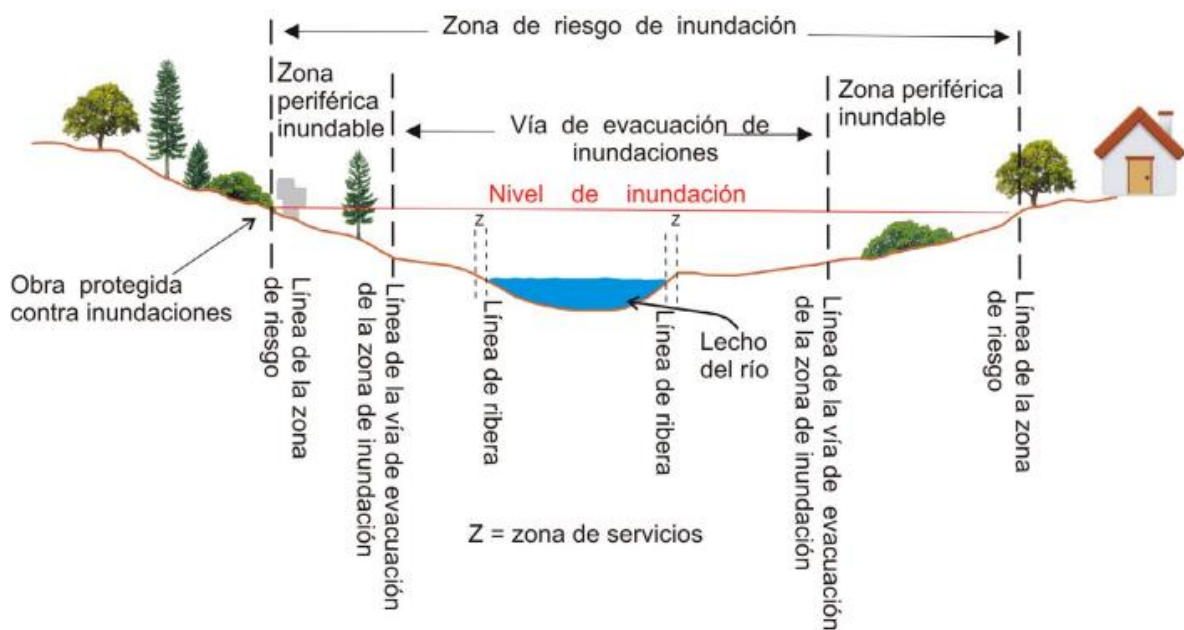 Zona de riesgo de inundación
Zona
periférica
inundable
Vía de evacuación de
inundaciones
Zona periférica
inundable
Nivel de inundación
z
z
Obra protegida
contra inundaciones
Línea de la zona
de riesgo
Línea de la vía de evacuación
de la zona de inundación
Línea de ribera
Línea de ribera
Lecho
del río
Línea de la vía de evacuación
de la zona de inundación
Línea de la zona
de riesgo
Z = zona de servicios